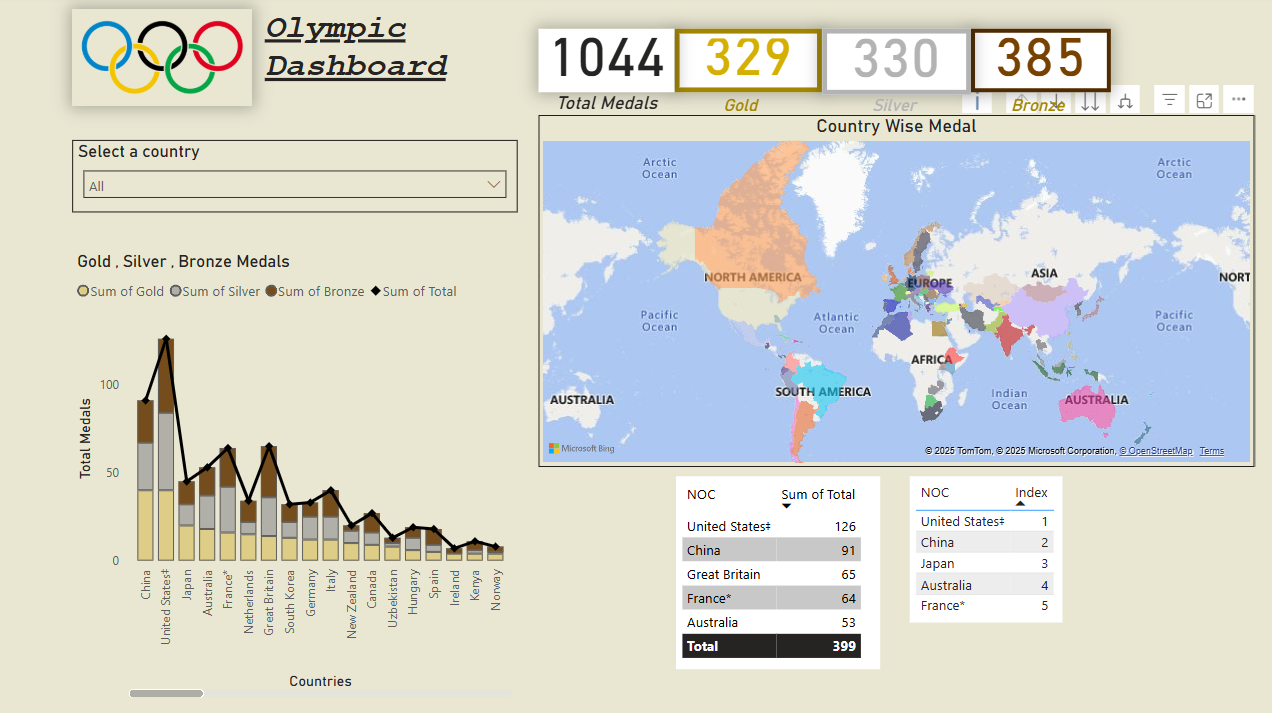 Olympic
Dashboard
1044
329
330
385
Total Medals
Gold
Silver
Bronze
Select a country
All
Gold , Silver , Bronze Medals
Sum of Gold
Sum of Silver
Sum of Bronze
Sum of Total
Total Medals
100
50
0
China
United States‡
Japan
Australia
France*
Netherlands
Great Britain
South Korea
Germany
Italy
New Zealand
Canada
Uzbekistan
Hungary
Spain
Ireland
Kenya
Norway
Countries
Country Wise Medal
Arctic
Ocean
Arctic
Ocean
NORTH AMERICA
EUROPE
ASIA
NORT
Pacific
Ocean
Atlantic
Ocean
Pacific
Ocean
AFRICA
SOUTH AMERICA
Indian
Ocean
AUSTRALIA
AUSTRALIA
Microsoft Bing
© 2025 TomTom, © 2025 Microsoft Corporation, © OpenStreetMap Terms
NOC Sum of Total
United States‡ 126
China 91
Great Britain 65
France* 64
Australia 53
Total 399
NOC Index
United States‡ 1
China 2
Japan 3
Australia 4
France* 5